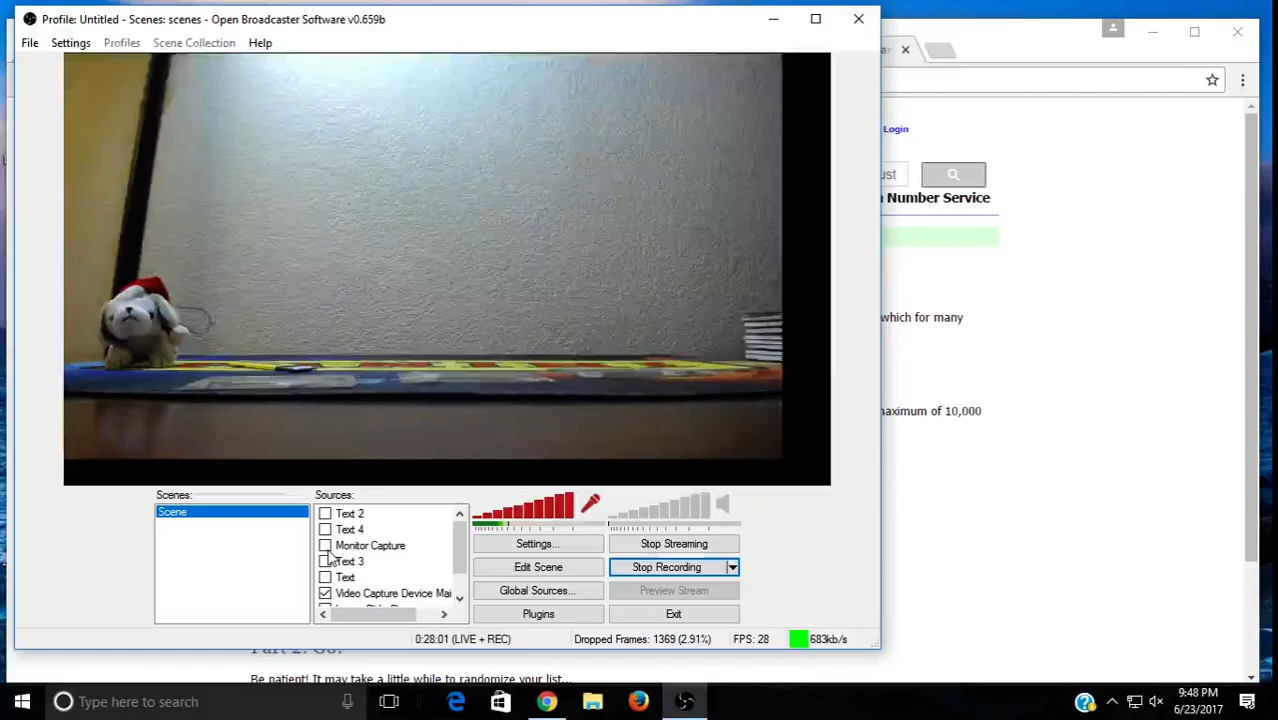 Profile: Untitled - Scenes: scenes - Open Broadcaster Software v0.659b
File Settings Profiles Scene Collection Help
Login
Number Service
which for many
maximum of 10,000
Scenes:
Scene
Sources:
Text 2
Text 4
Monitor Capture
Text 3
Text
Video Capture Device Mai
Settings...
Stop Streaming
Edit Scene
Stop Recording
Global Sources...
Preview Stream
Plugins
Exit
0:28:01 (LIVE + REC)
Dropped Frames: 1369 (2.91%)
FPS: 28
683kb/s
Be patient! It may take a little while to randomize your list...
Type here to search
9:48 PM
6/23/2017